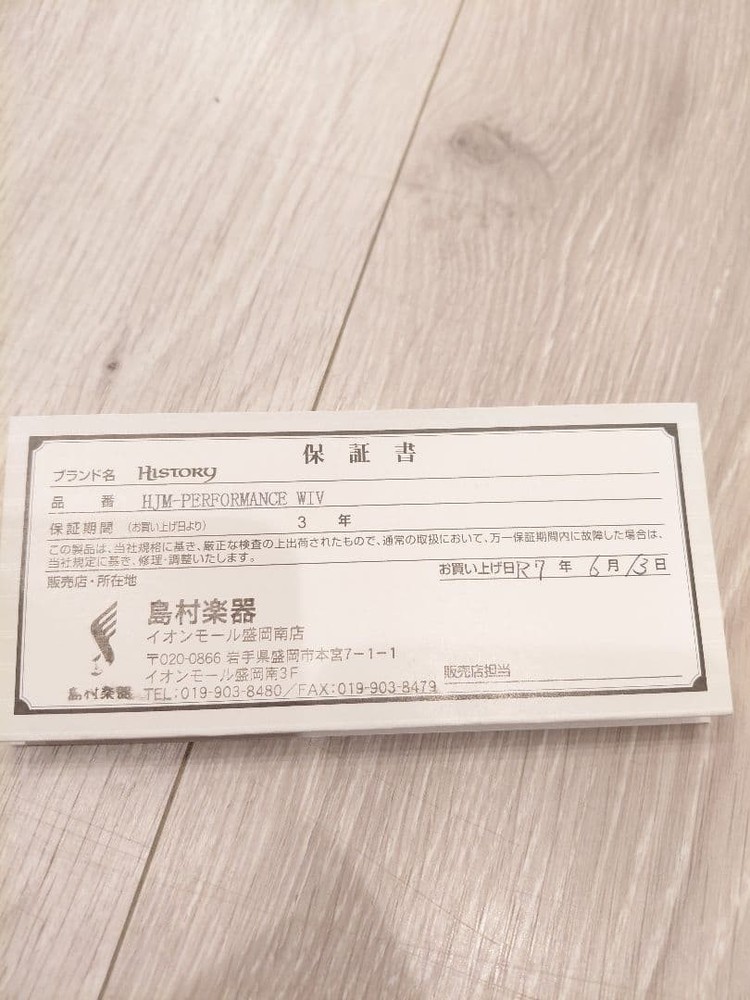 保証書
ブランド名 HISTORY
品番 HJM-PERFORMANCE WIV
保証期間 (お買い上げ日より) 3 年
この製品は、当社規格に基き、厳正な検査の上出荷されたもので、通常の取扱において、万一保証期間内に故障した場合は、
当社規定に基き、修理・調整いたします。
お買い上げ日 R7 年 6 月 13 日
販売店・所在地
島村楽器
イオンモール盛岡南店
〒020-0866 岩手県盛岡市本宮7-1-1
イオンモール盛岡南3F
TEL:019-903-8480/FAX:019-903-8479
島村楽器
販売店担当